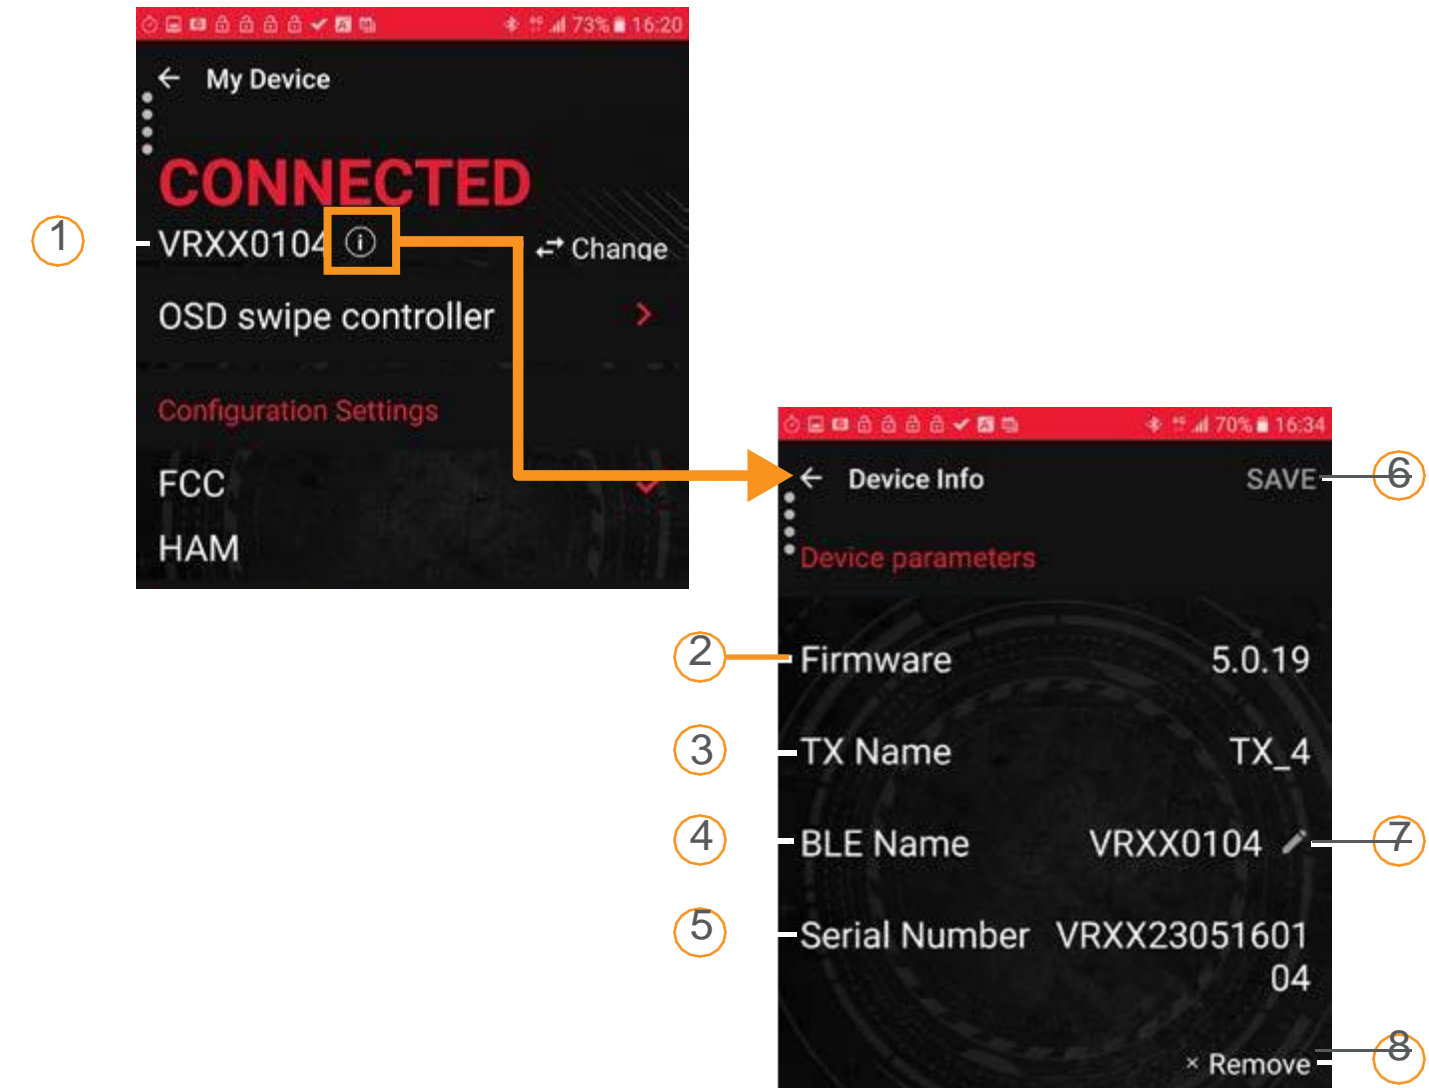 73% 16:20
My Device
CONNECTED
1
VRXX0104 Change
OSD swipe controller
Configuration Settings
FCC
HAM
70% 16:34
Device Info SAVE
6
Device parameters
2
Firmware 5.0.19
3
TX Name TX_4
4
BLE Name VRXX0104
7
5
Serial Number VRXX23051601
04
8
× Remove